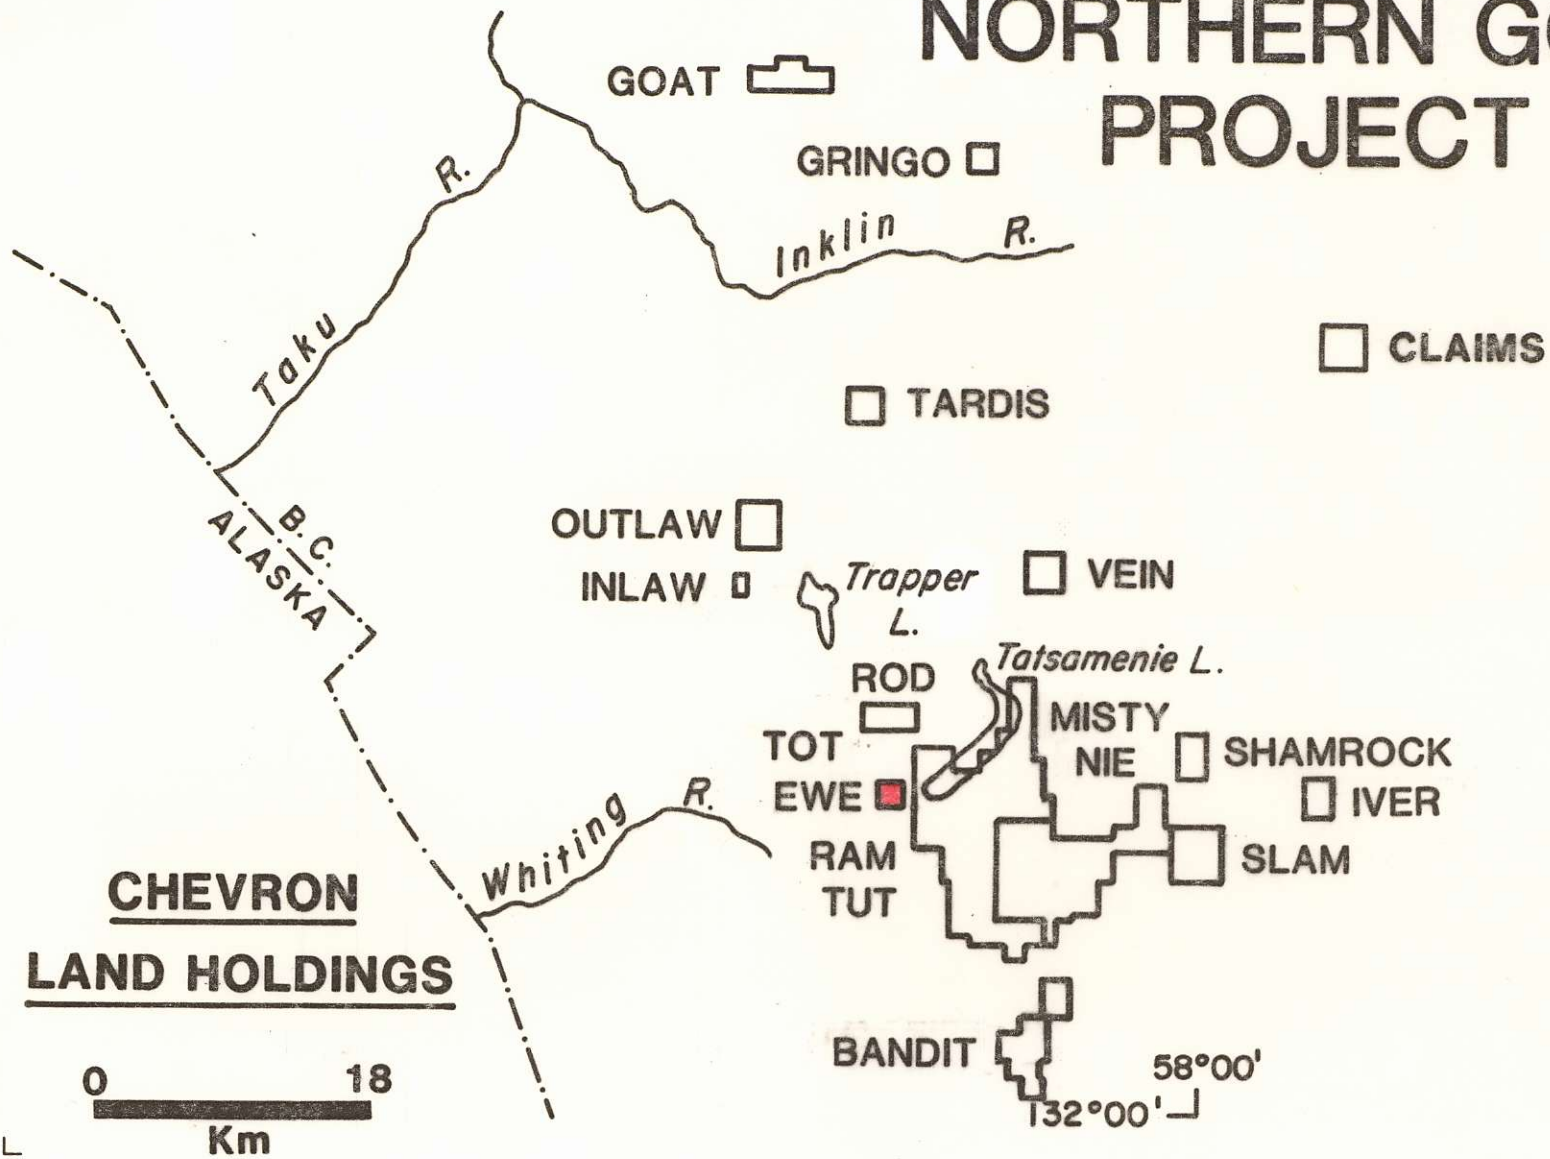 NORTHERN
PROJECT
GOAT
GRINGO
Taku R.
Inklin R.
CLAIMS
TARDIS
B.C.
ALASKA
OUTLAW
INLAW
Trapper
L.
VEIN
Tatsamenie L.
ROD
MISTY
NIE
TOT
SHAMROCK
EWE
IVER
Whiting R.
RAM
TUT
SLAM
CHEVRON
LAND HOLDINGS
BANDIT
58°00'
132°00'
0 18
Km